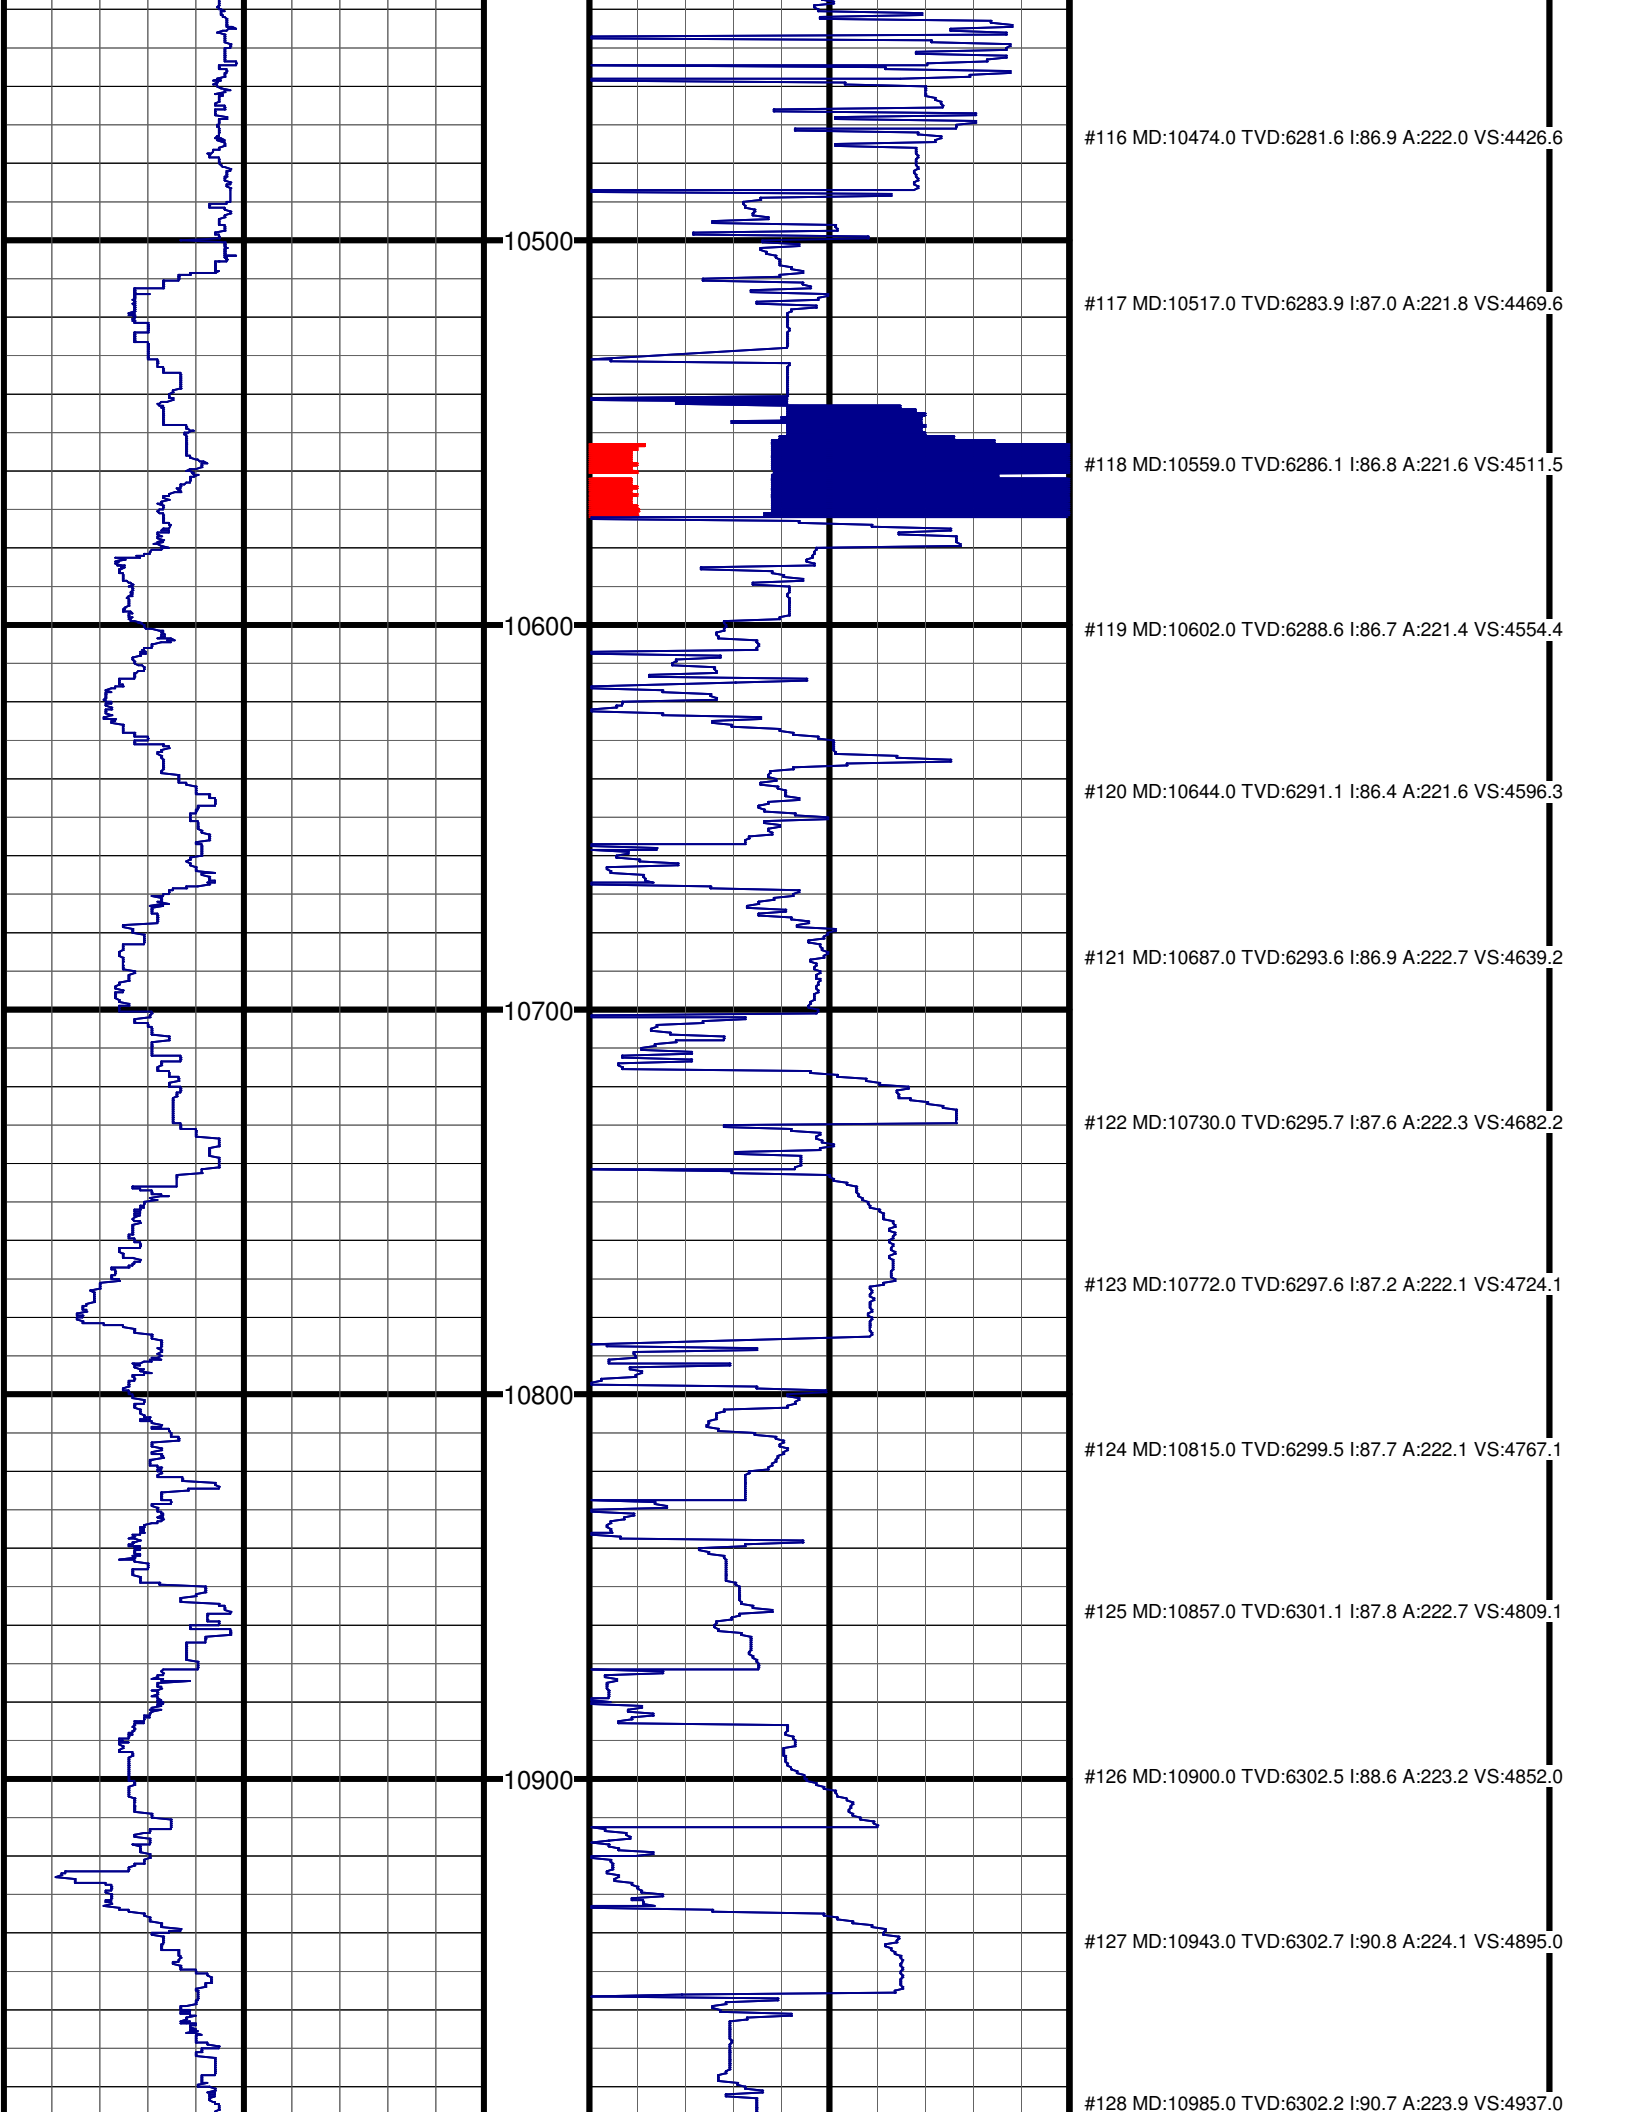 #116 MD:10474.0 TVD:6281.6 I:86.9 A:222.0 VS:4426.6
10500
#117 MD:10517.0 TVD:6283.9 I:87.0 A:221.8 VS:4469.6
#118 MD:10559.0 TVD:6286.1 I:86.8 A:221.6 VS:4511.5
10600
#119 MD:10602.0 TVD:6288.6 I:86.7 A:221.4 VS:4554.4
#120 MD:10644.0 TVD:6291.1 I:86.4 A:221.6 VS:4596.3
#121 MD:10687.0 TVD:6293.6 I:86.9 A:222.7 VS:4639.2
10700
#122 MD:10730.0 TVD:6295.7 I:87.6 A:222.3 VS:4682.2
#123 MD:10772.0 TVD:6297.6 I:87.2 A:222.1 VS:4724.1
10800
#124 MD:10815.0 TVD:6299.5 I:87.7 A:222.1 VS:4767.1
#125 MD:10857.0 TVD:6301.1 I:87.8 A:222.7 VS:4809.1
10900
#126 MD:10900.0 TVD:6302.5 I:88.6 A:223.2 VS:4852.0
#127 MD:10943.0 TVD:6302.7 I:90.8 A:224.1 VS:4895.0
#128 MD:10985.0 TVD:6302.2 I:90.7 A:223.9 VS:4937.0